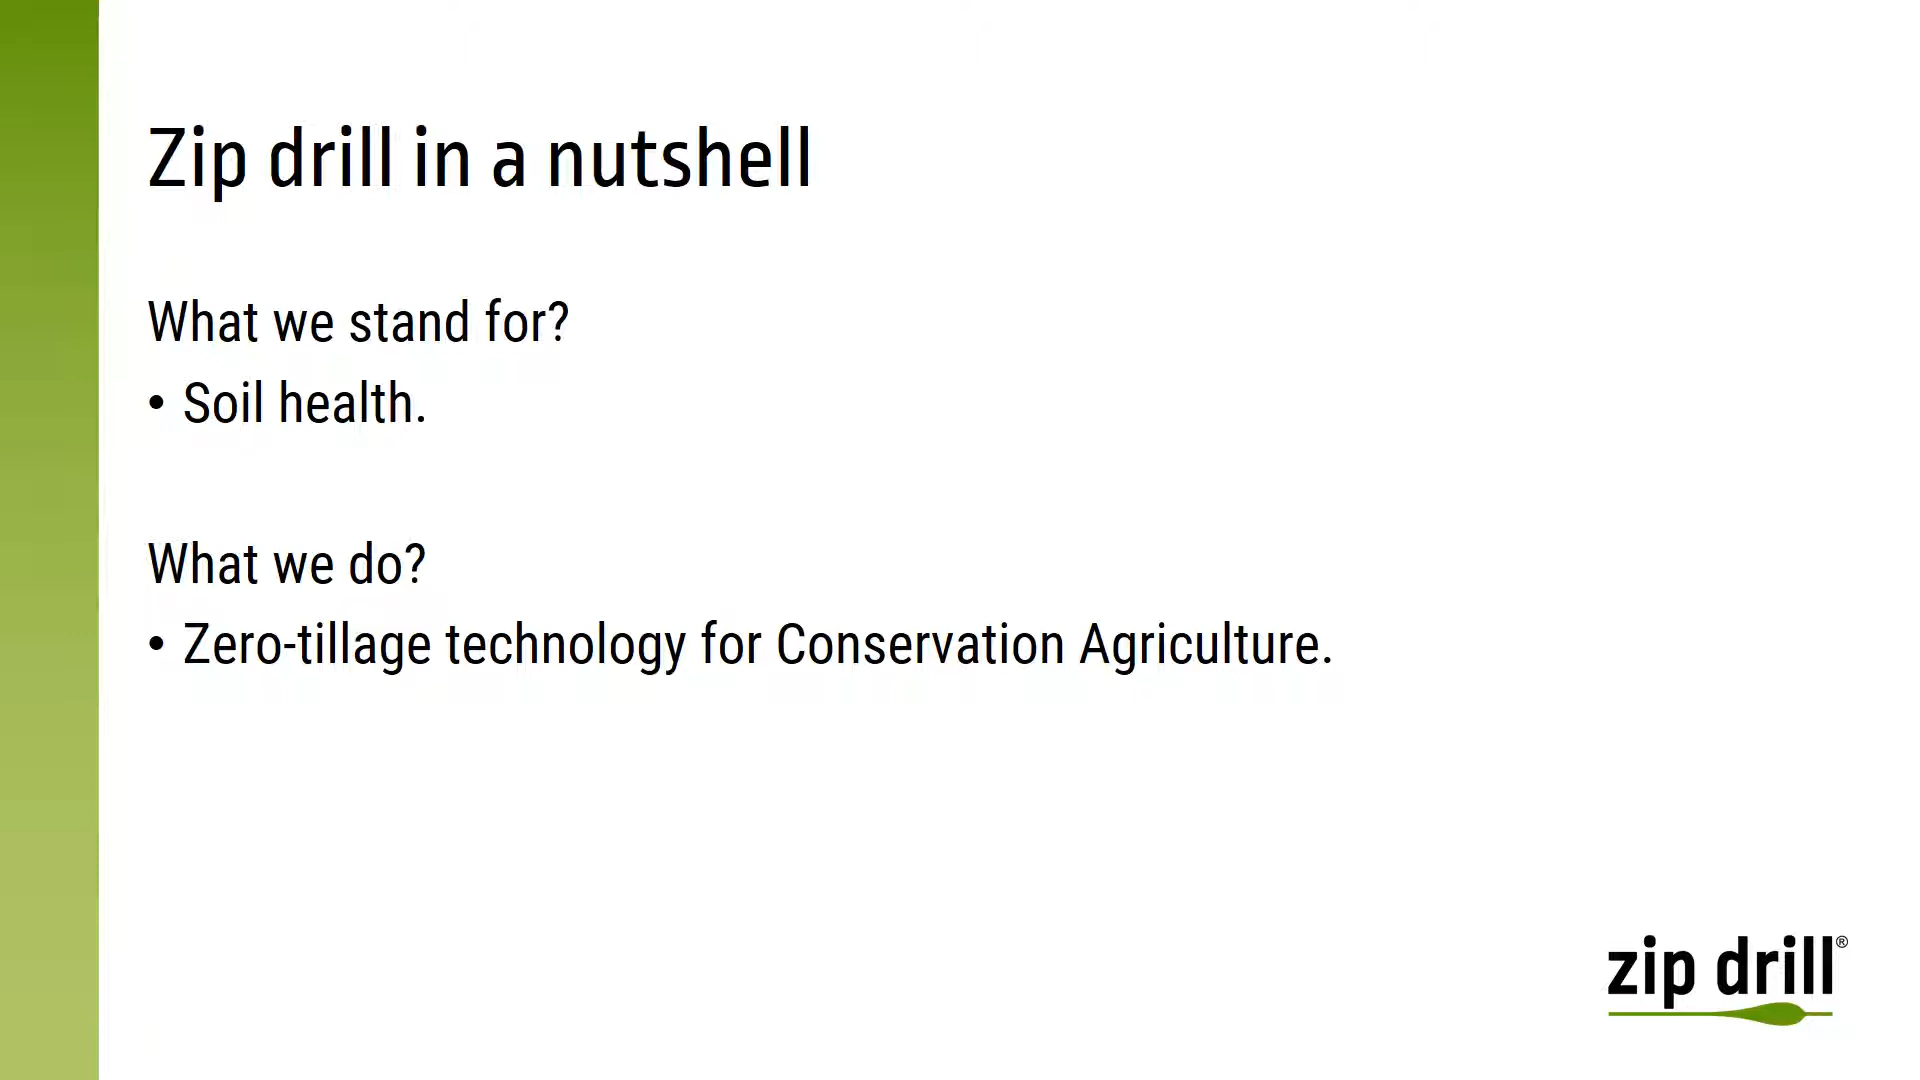 Zip drill in a nutshell
What we stand for?
• Soil health.
What we do?
• Zero-tillage technology for Conservation Agriculture.
zip drill®